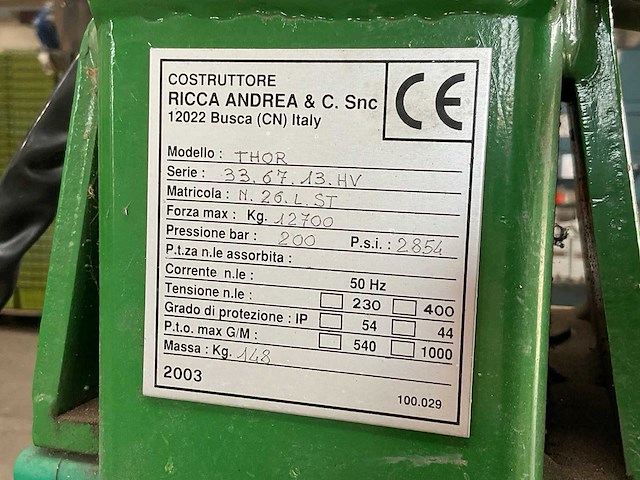 COSTRUTTORE
RICCA ANDREA & C. Snc
12022 Busca (CN) Italy
CE
Modello : THOR
Serie : 33.67.13.HV
Matricola : N. 26. L. ST
Forza max : Kg. 12700
Pressione bar : 200 P.s.i. : 2854
P.t.za n.le assorbita :
Corrente n.le : 50 Hz
Tensione n.le : 230 400
Grado di protezione : IP 54 44
P.t.o. max G/M : 540 1000
Massa : Kg. 148
2003 100.029